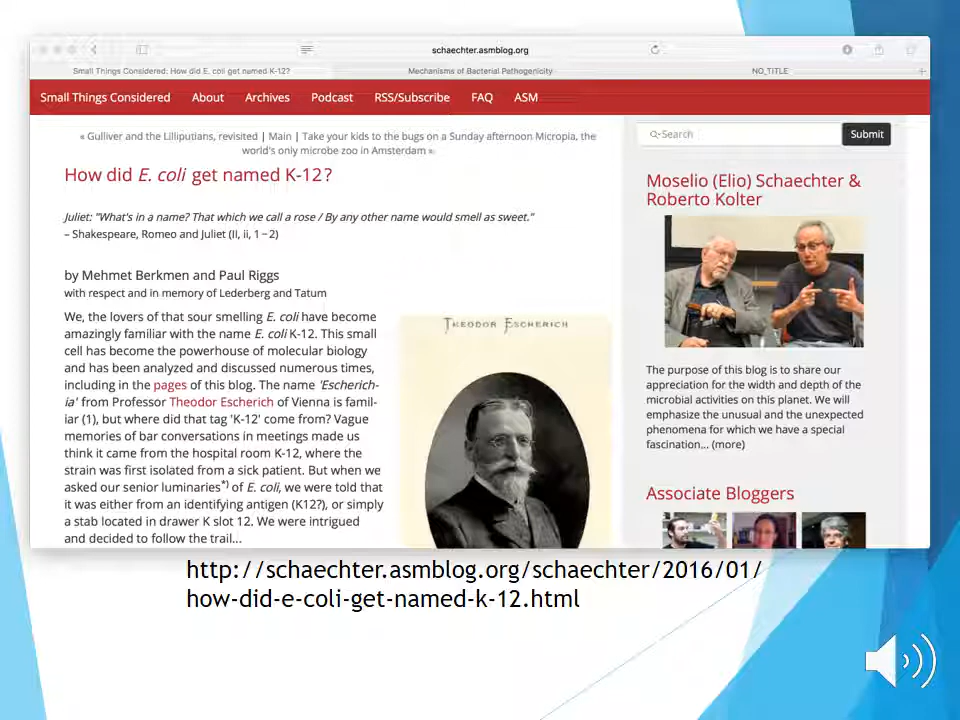 schaechter.asmblog.org
Small Things Considered: How did E. coli get named K-12?
Mechanisms of Bacterial Pathogenicity
NO_TITLE
Small Things Considered About Archives Podcast RSS/Subscribe FAQ ASM
« Gulliver and the Lilliputians, revisited | Main | Take your kids to the bugs on a Sunday afternoon Micropia, the
world's only microbe zoo in Amsterdam »
How did E. coli get named K-12?
Juliet: "What's in a name? That which we call a rose / By any other name would smell as sweet."
– Shakespeare, Romeo and Juliet (II, ii, 1–2)
by Mehmet Berkmen and Paul Riggs
with respect and in memory of Lederberg and Tatum
We, the lovers of that sour smelling E. coli have become
amazingly familiar with the name E. coli K-12. This small
cell has become the powerhouse of molecular biology
and has been analyzed and discussed numerous times,
including in the pages of this blog. The name 'Escherich-
ia' from Professor Theodor Escherich of Vienna is famil-
iar (1), but where did that tag 'K-12' come from? Vague
memories of bar conversations in meetings made us
think it came from the hospital room K-12, where the
strain was first isolated from a sick patient. But when we
asked our senior luminaries*) of E. coli, we were told that
it was either from an identifying antigen (K12?), or simply
a stab located in drawer K slot 12. We were intrigued
and decided to follow the trail...
THEODOR ESCHERICH
Search
Submit
Moselio (Elio) Schaechter &
Roberto Kolter
The purpose of this blog is to share our
appreciation for the width and depth of the
microbial activities on this planet. We will
emphasize the unusual and the unexpected
phenomena for which we have a special
fascination... (more)
Associate Bloggers
http://schaechter.asmblog.org/schaechter/2016/01/
how-did-e-coli-get-named-k-12.html